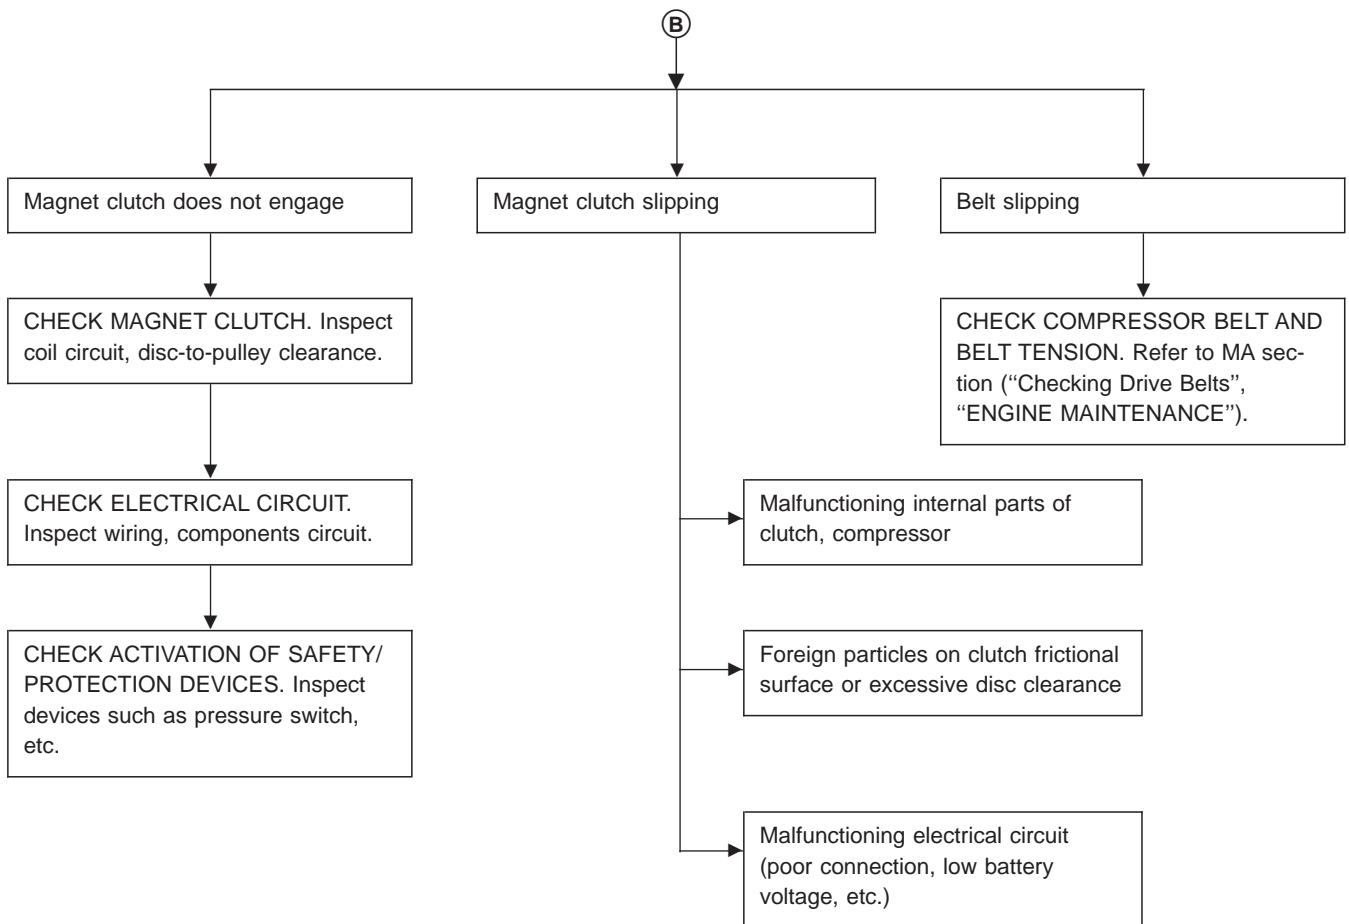 B
Magnet clutch does not engage
Magnet clutch slipping
Belt slipping
CHECK MAGNET CLUTCH. Inspect
coil circuit, disc-to-pulley clearance.
CHECK COMPRESSOR BELT AND
BELT TENSION. Refer to MA sec-
tion (‘‘Checking Drive Belts’’,
‘‘ENGINE MAINTENANCE’’).
CHECK ELECTRICAL CIRCUIT.
Inspect wiring, components circuit.
Malfunctioning internal parts of
clutch, compressor
CHECK ACTIVATION OF SAFETY/
PROTECTION DEVICES. Inspect
devices such as pressure switch,
etc.
Foreign particles on clutch frictional
surface or excessive disc clearance
Malfunctioning electrical circuit
(poor connection, low battery
voltage, etc.)